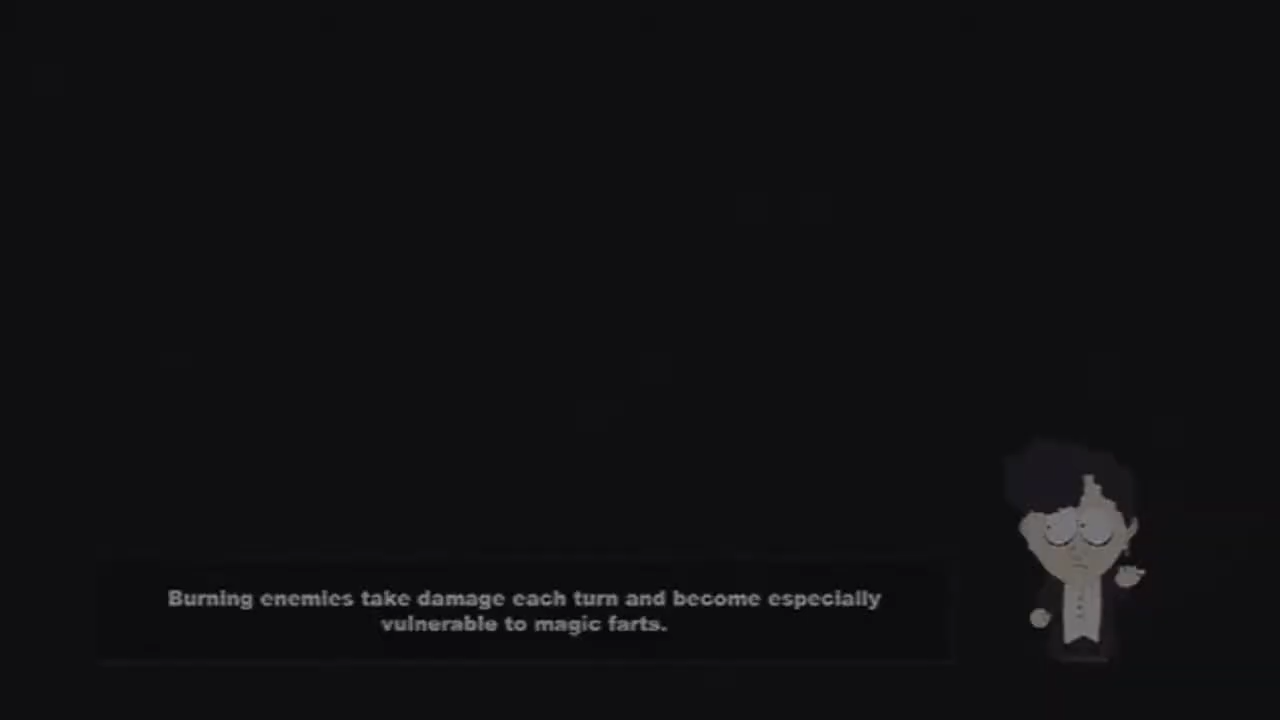 Burning enemies take damage each turn and become especially
vulnerable to magic farts.